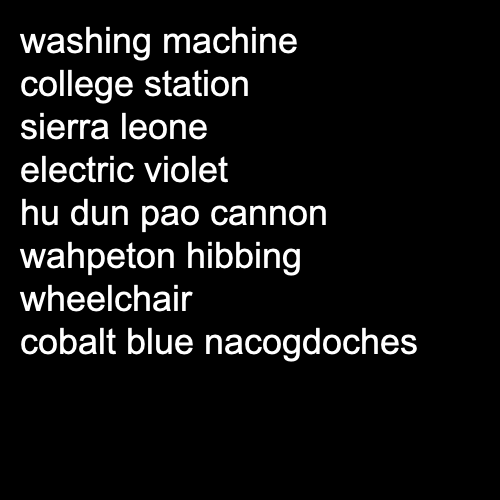 washing machine
college station
sierra leone
electric violet
hu dun pao cannon
wahpeton hibbing
wheelchair
cobalt blue nacogdoches